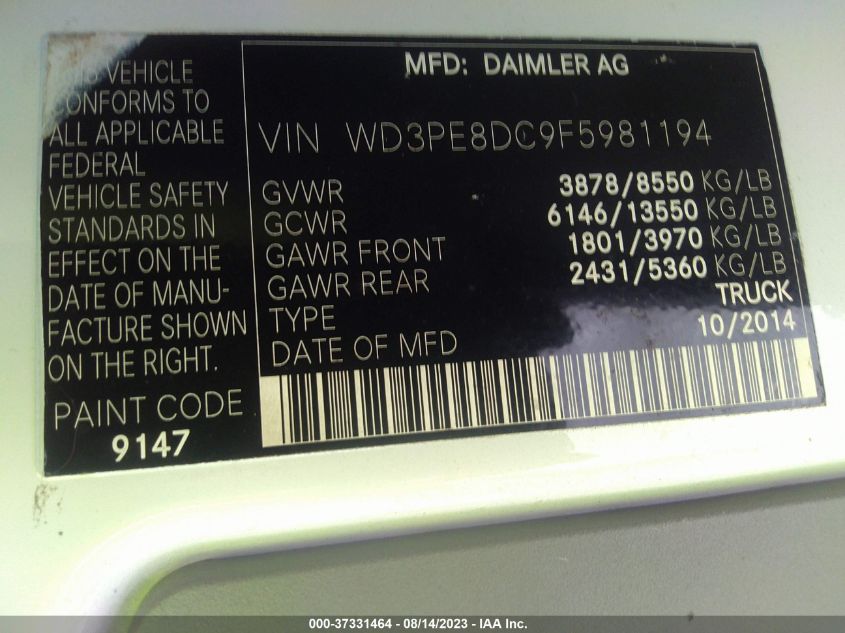 VEHICLE
CONFORMS TO
ALL APPLICABLE
FEDERAL
VEHICLE SAFETY
STANDARDS IN
EFFECT ON THE
DATE OF MANU-
FACTURE SHOWN
ON THE RIGHT.
PAINT CODE
9147
MFD: DAIMLER AG
VIN WD3PE8DC9F5981194
GVWR 3878/8550 KG/LB
GCWR 6146/13550 KG/LB
GAWR FRONT 1801/3970 KG/LB
GAWR REAR 2431/5360 KG/LB
TYPE TRUCK
DATE OF MFD 10/2014
000-37331464 - 08/14/2023 - IAA Inc.